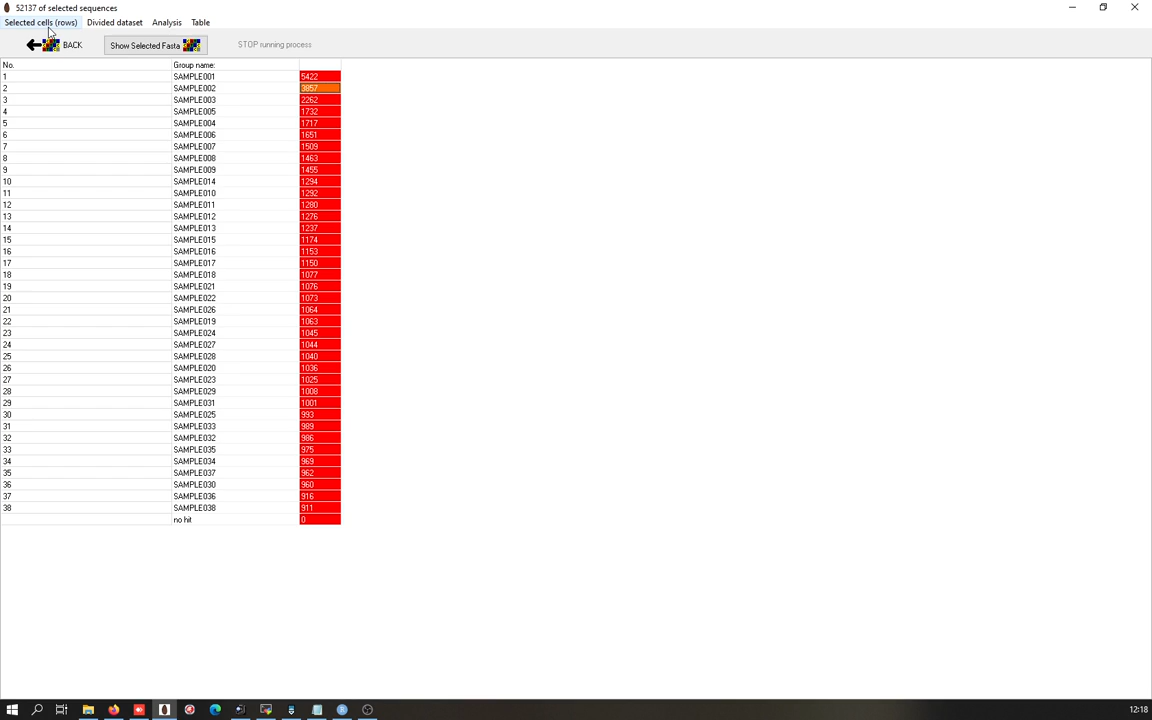 52137 of selected sequences
Selected cells (rows) Divided dataset Analysis Table
BACK Show Selected Fasta STOP running process
No. Group name:
1 SAMPLE001 5422
2 SAMPLE002 3857
3 SAMPLE003 2262
4 SAMPLE005 1732
5 SAMPLE004 1717
6 SAMPLE006 1651
7 SAMPLE007 1509
8 SAMPLE008 1463
9 SAMPLE009 1455
10 SAMPLE014 1294
11 SAMPLE010 1292
12 SAMPLE011 1280
13 SAMPLE012 1276
14 SAMPLE013 1237
15 SAMPLE015 1174
16 SAMPLE016 1153
17 SAMPLE017 1150
18 SAMPLE018 1077
19 SAMPLE021 1076
20 SAMPLE022 1073
21 SAMPLE026 1064
22 SAMPLE019 1063
23 SAMPLE024 1045
24 SAMPLE027 1044
25 SAMPLE028 1040
26 SAMPLE020 1036
27 SAMPLE023 1025
28 SAMPLE029 1008
29 SAMPLE031 1001
30 SAMPLE025 993
31 SAMPLE033 989
32 SAMPLE032 986
33 SAMPLE035 975
34 SAMPLE034 969
35 SAMPLE037 962
36 SAMPLE030 960
37 SAMPLE036 916
38 SAMPLE038 911
no hit 0
12:18